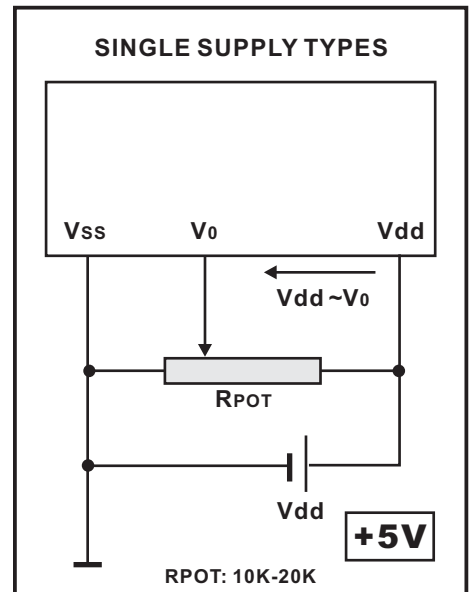 SINGLE SUPPLY TYPES
Vss V0 Vdd
Vdd ~V0
RPOT
Vdd
+5V
RPOT: 10K-20K